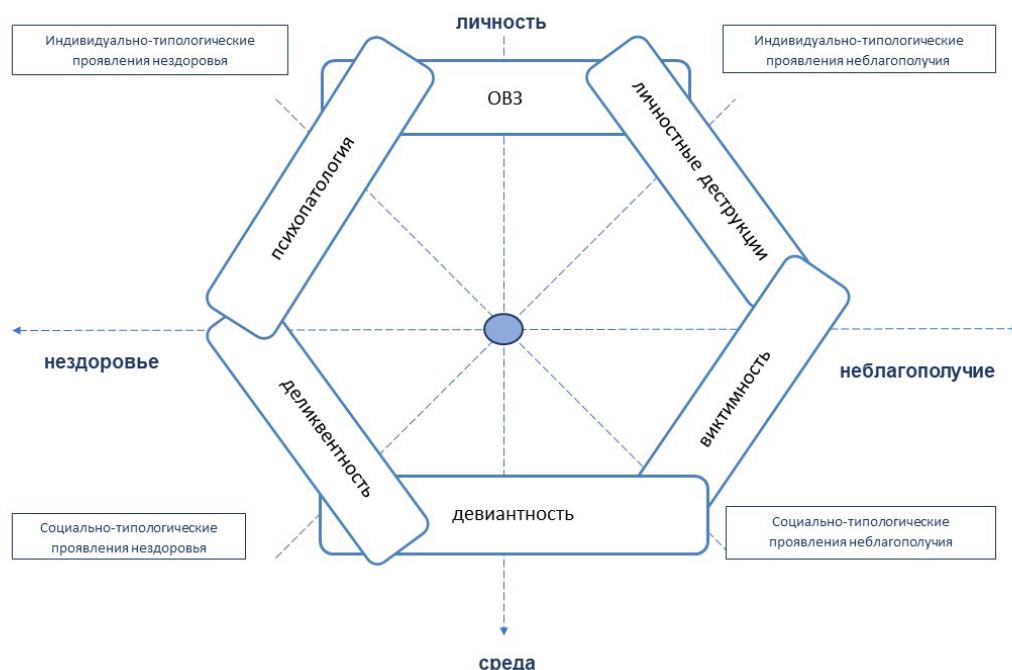 личность
Индивидуально-типологические
проявления нездоровья
Индивидуально-типологические
проявления неблагополучия
ОВЗ
психопатология
личностные деструкции
нездоровье
неблагополучие
деликвентность
виктимность
девиантность
Социально-типологические
проявления нездоровья
Социально-типологические
проявления неблагополучия
среда